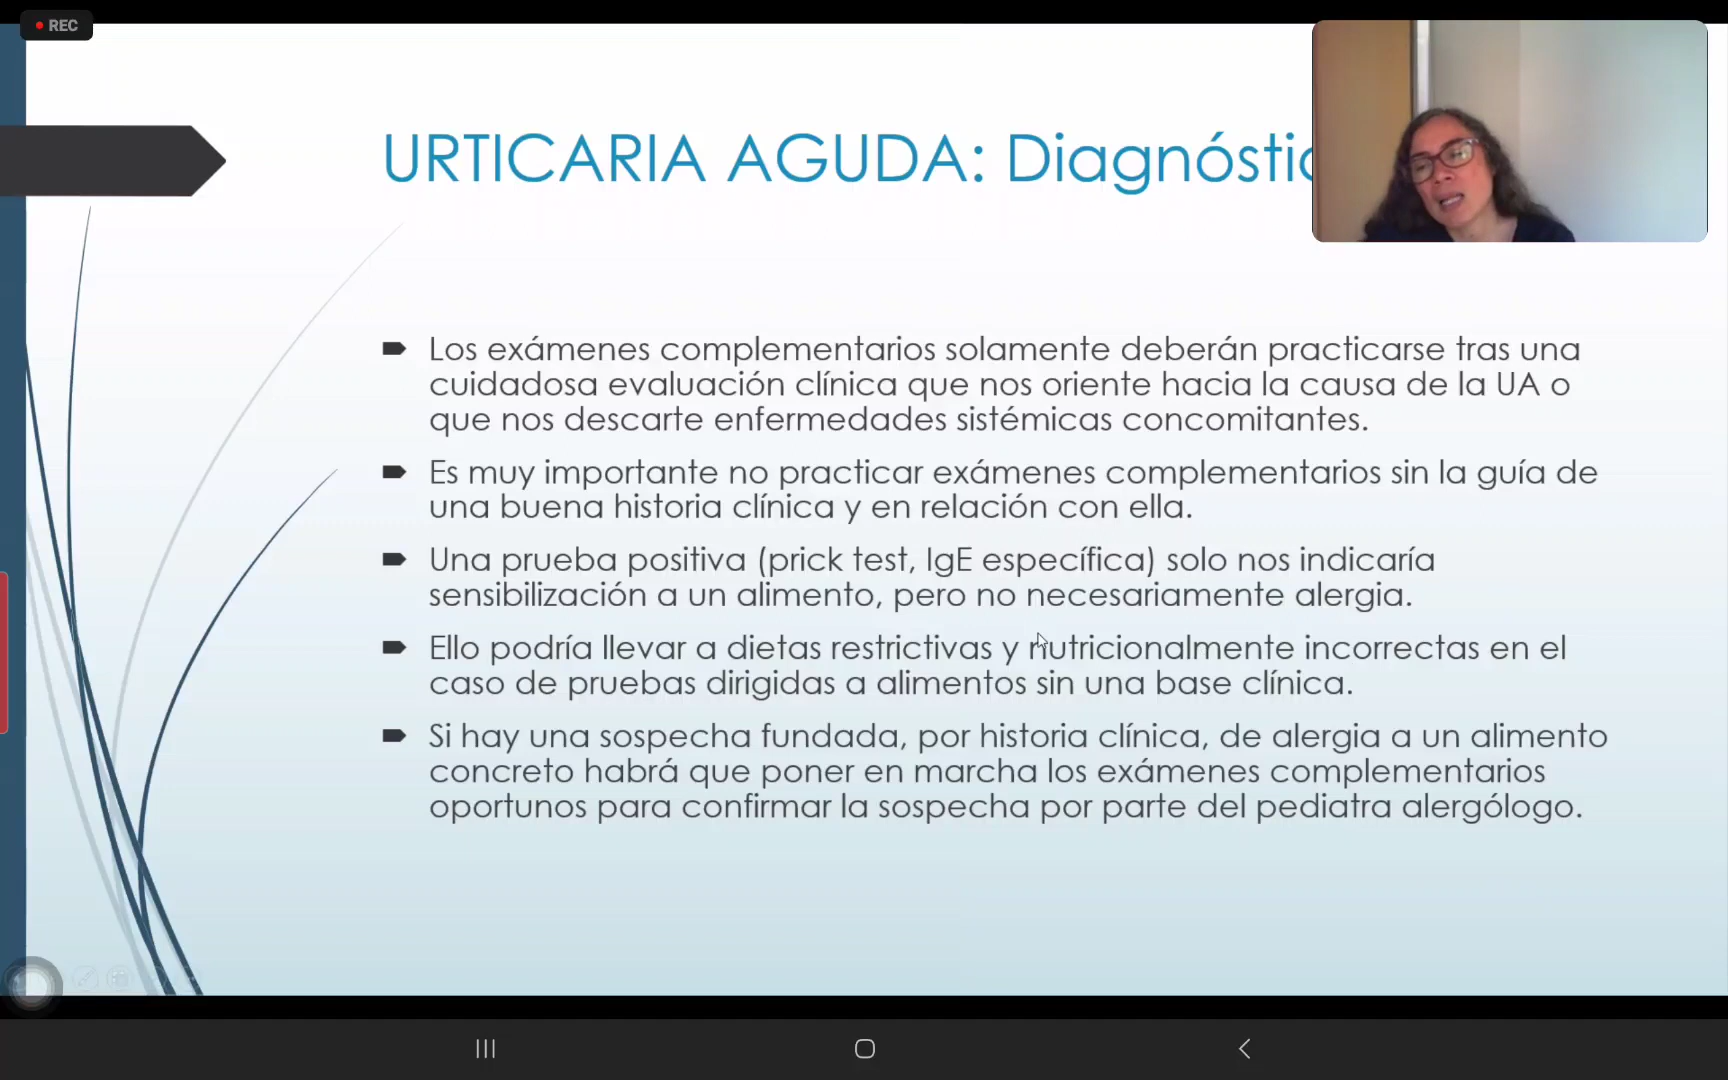 REC
URTICARIA AGUDA:
Los exámenes complementarios solamente deberán practicarse tras una
cuidadosa evaluación clínica que nos oriente hacia la causa de la UA o
que nos descarte enfermedades sistémicas concomitantes.
Es muy importante no practicar exámenes complementarios sin la guía de
una buena historia clínica y en relación con ella.
Una prueba positiva (prick test, IgE específica) solo nos indicaría
sensibilización a un alimento, pero no necesariamente alergia.
Ello podría llevar a dietas restrictivas y nutricionalmente incorrectas en el
caso de pruebas dirigidas a alimentos sin una base clínica.
Si hay una sospecha fundada, por historia clínica, de alergia a un alimento
concreto habrá que poner en marcha los exámenes complementarios
oportunos para confirmar la sospecha por parte del pediatra alergólogo.